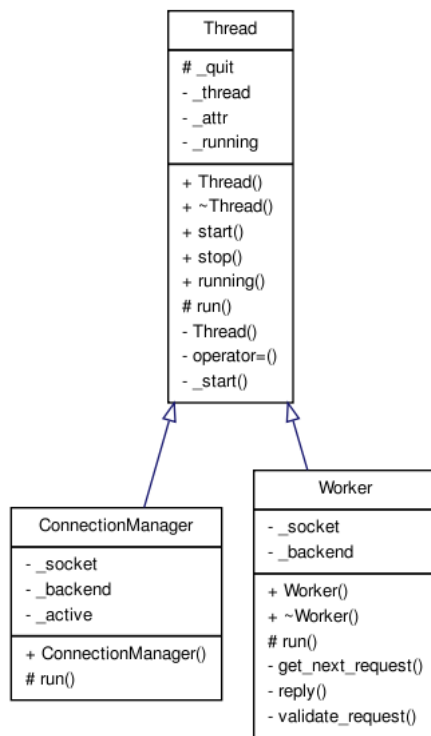 Thread
# _quit
- _thread
- _attr
- _running
+ Thread()
+ ~Thread()
+ start()
+ stop()
+ running()
# run()
- Thread()
- operator=()
- _start()
ConnectionManager
- _socket
- _backend
- _active
+ ConnectionManager()
# run()
Worker
- _socket
- _backend
+ Worker()
+ ~Worker()
# run()
- get_next_request()
- reply()
- validate_request()